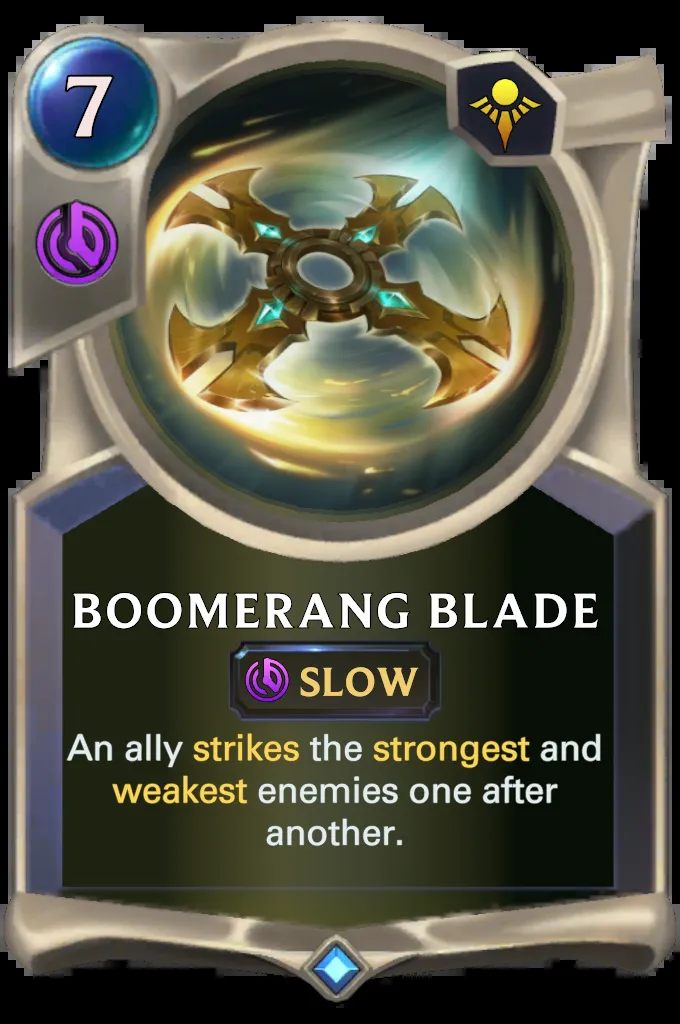 7
BOOMERANG BLADE
SLOW
An ally strikes the strongest and
weakest enemies one after
another.